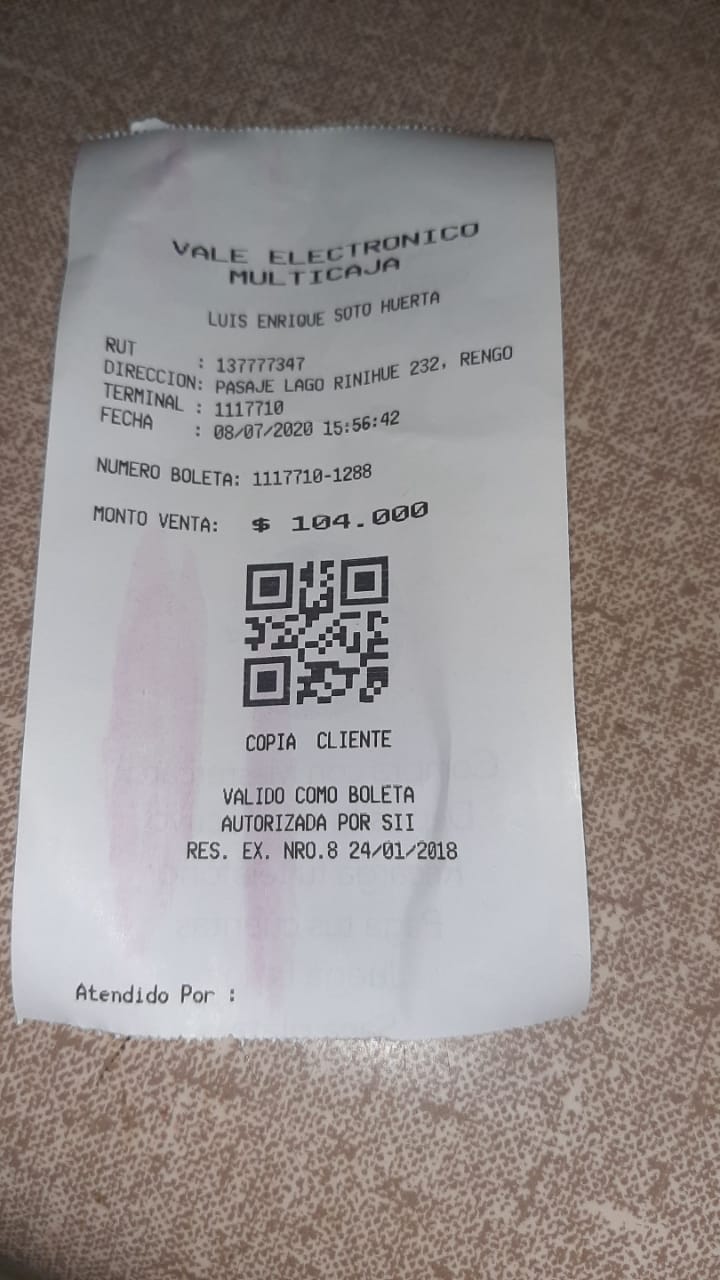 VALE ELECTRONICO
MULTICAJA
LUIS ENRIQUE SOTO HUERTA
RUT : 137777347
DIRECCION: PASAJE LAGO RINIHUE 232, RENGO
TERMINAL : 1117710
FECHA : 08/07/2020 15:56:42
NUMERO BOLETA: 1117710-1288
MONTO VENTA: $ 104.000
COPIA CLIENTE
VALIDO COMO BOLETA
AUTORIZADA POR SII
RES. EX. NRO.8 24/01/2018
Atendido Por :